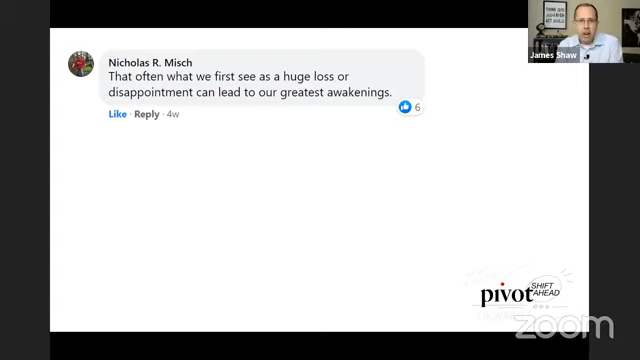 James Shaw
Nicholas R. Misch
That often what we first see as a huge loss or
disappointment can lead to our greatest awakenings.
Like · Reply · 4w
6
pivot SHIFT
AHEAD
zoom